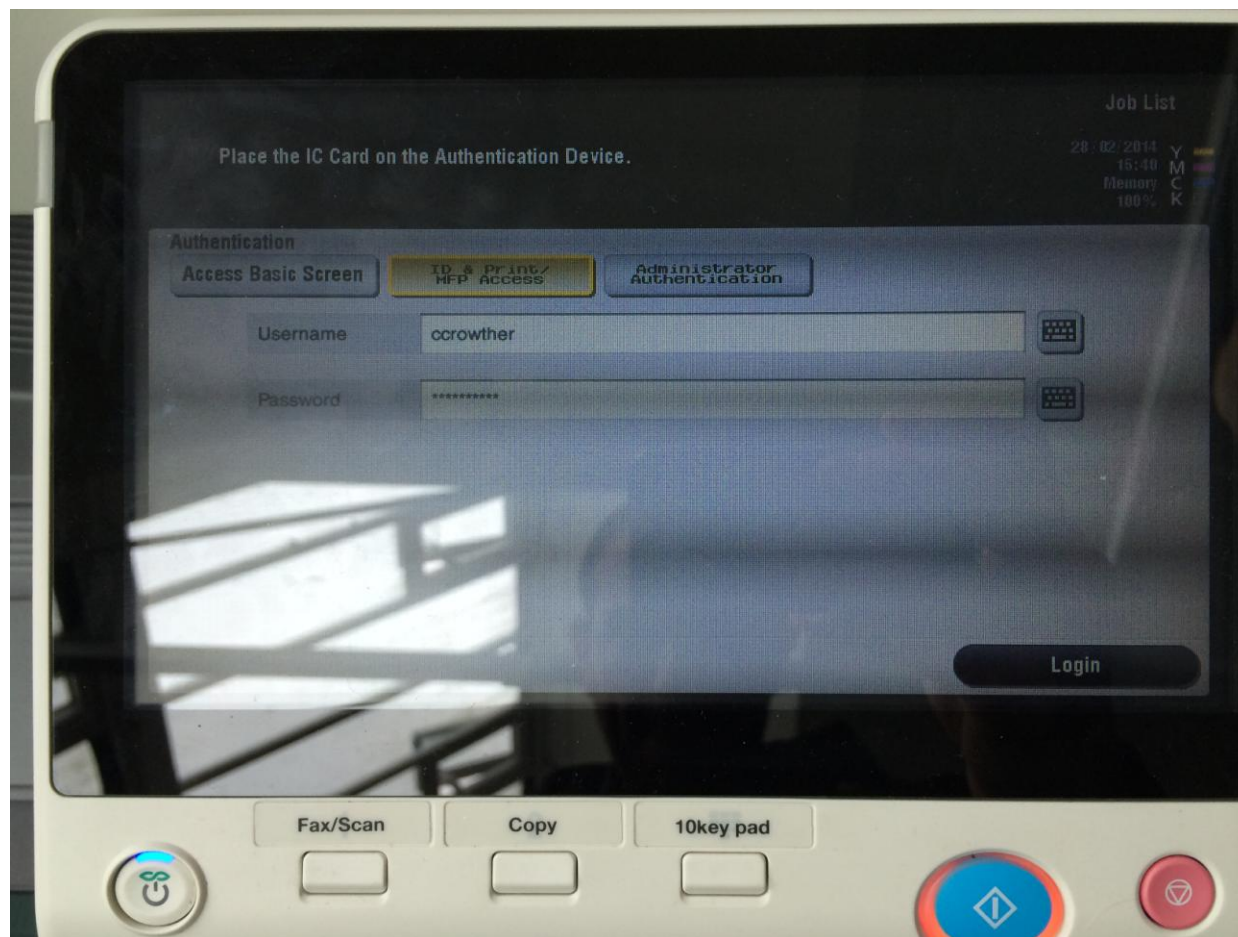 Job List
Place the IC Card on the Authentication Device.
28/02/2014
15:40
Memory
100%
Y
M
C
K
Authentication
Access Basic Screen
ID & Print/
MFP Access
Administrator
Authentication
Username
ccrowther
Password
**********
Login
Fax/Scan
Copy
10key pad